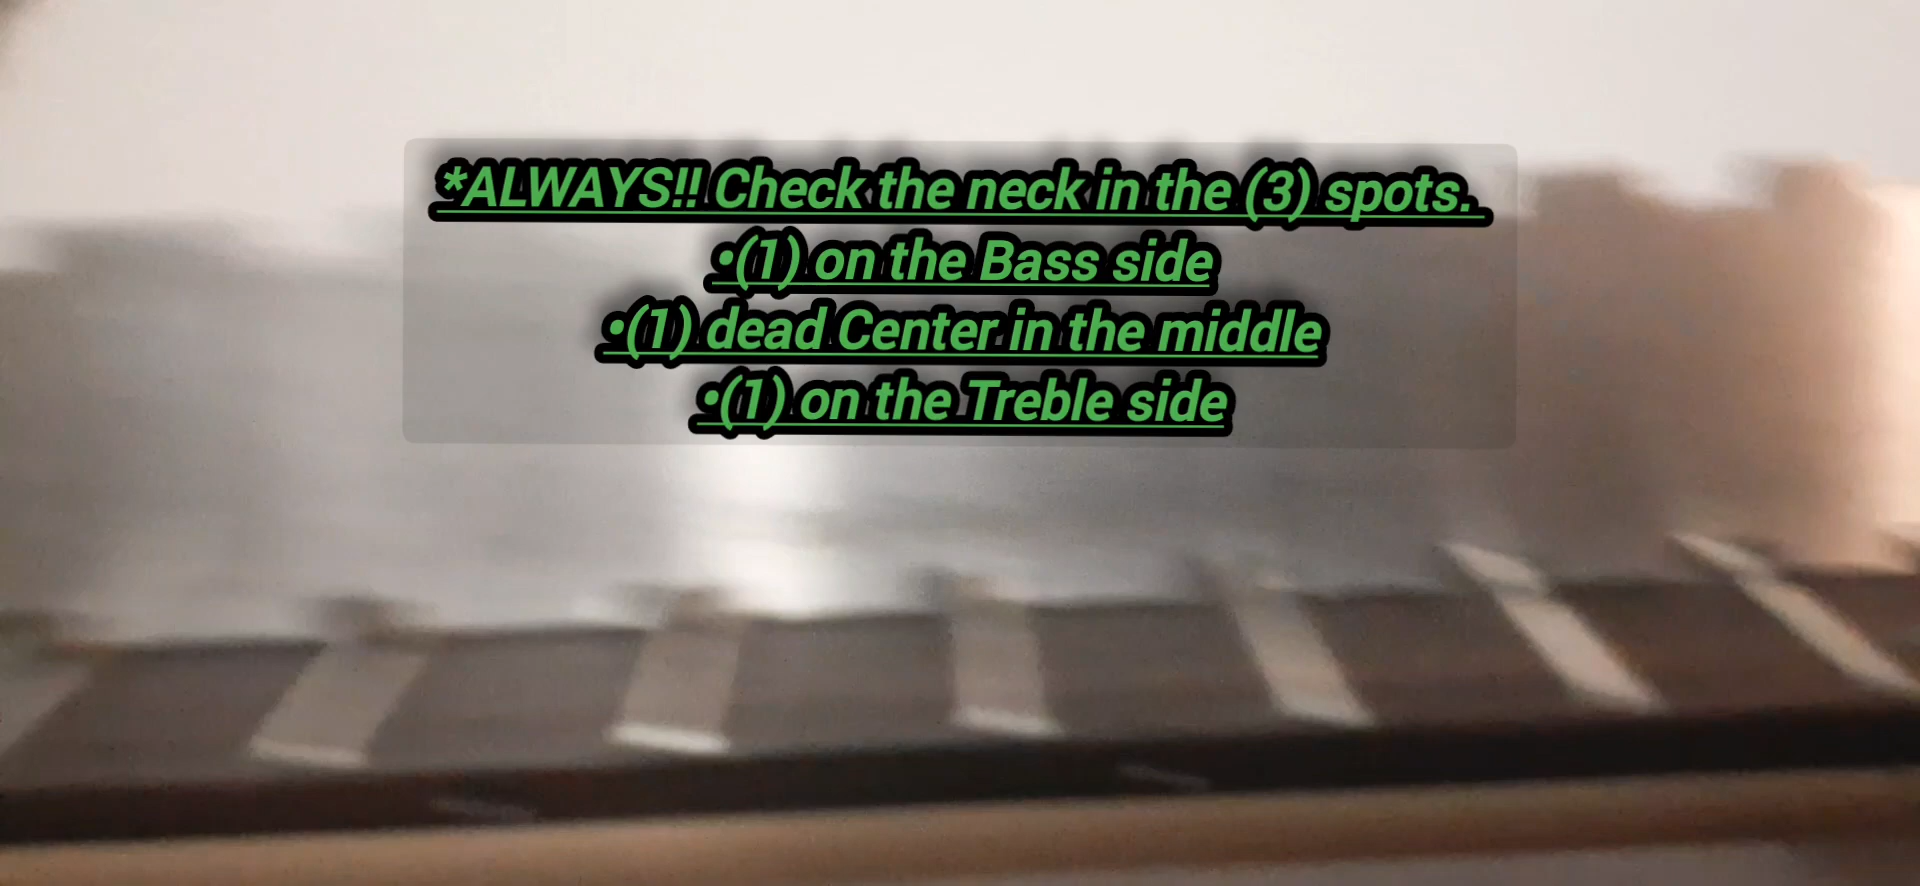 *ALWAYS!! Check the neck in the (3) spots.
•(1) on the Bass side
•(1) dead Center in the middle
•(1) on the Treble side